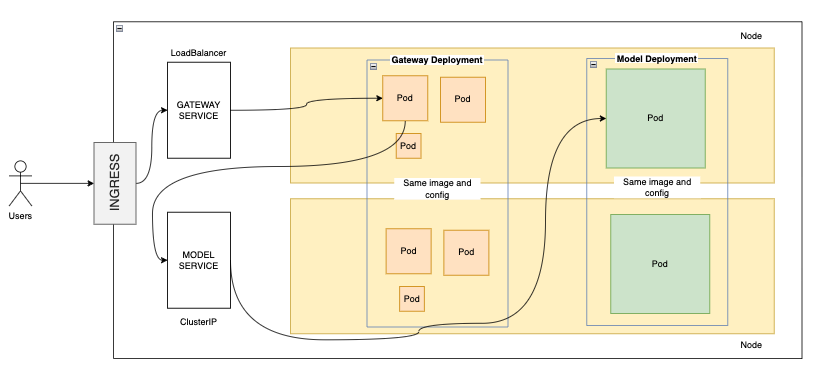 Node
LoadBalancer
Gateway Deployment
Model Deployment
GATEWAY
SERVICE
Pod
Pod
Pod
Pod
INGRESS
Users
Same image and
config
Same image and
config
MODEL
SERVICE
Pod
Pod
Pod
Pod
ClusterIP
Node